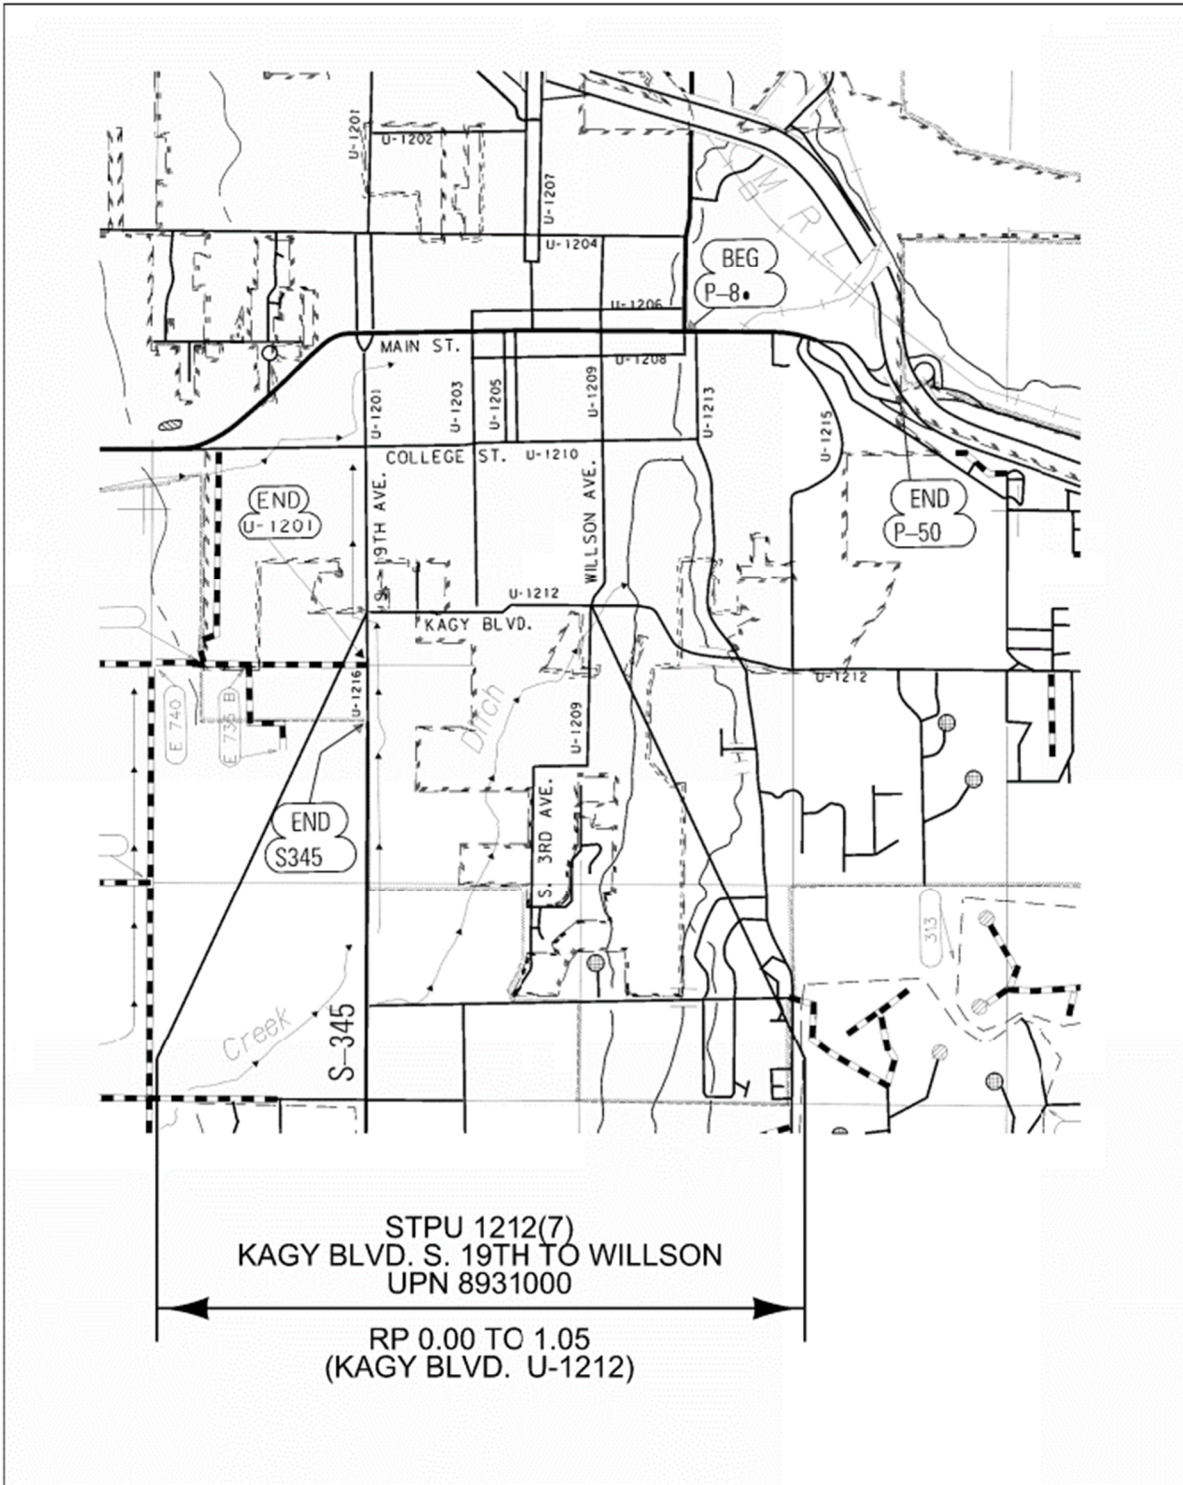 U-1201
U-1202
U-1207
U-1204
M R L
BEG
P-8
U-1206
MAIN ST.
U-1208
U-1201
U-1203
U-1205
U-1209
U-1213
U-1215
COLLEGE ST. U-1210
END
U-1201
S. 19TH AVE.
WILLSON AVE.
END
P-50
U-1212
KAGY BLVD.
U-1212
U-1216
E 740
E 735 B
Ditch
U-1209
END
S345
S. 3RD AVE.
313
Creek
S-345
STPU 1212(7)
KAGY BLVD. S. 19TH TO WILLSON
UPN 8931000
RP 0.00 TO 1.05
(KAGY BLVD. U-1212)